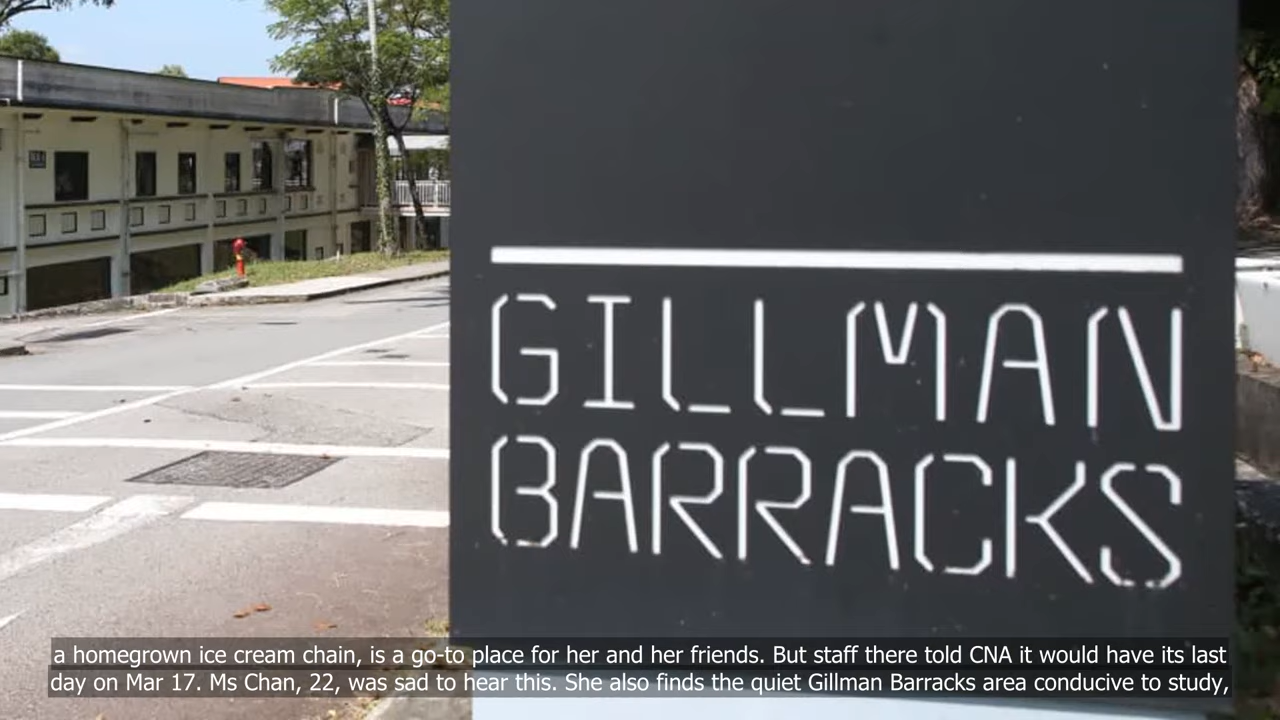 GILLMAN
BARRACKS
a homegrown ice cream chain, is a go-to place for her and her friends. But staff there told CNA it would have its last
day on Mar 17. Ms Chan, 22, was sad to hear this. She also finds the quiet Gillman Barracks area conducive to study,